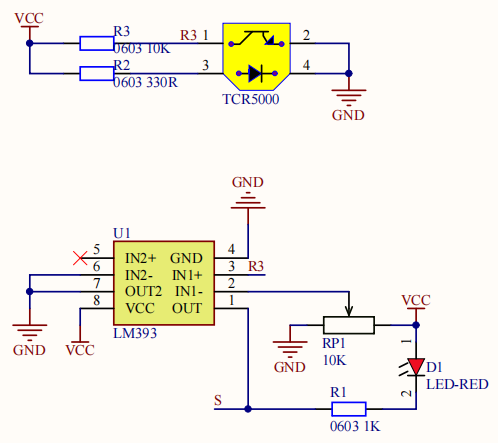 VCC
R3
R3 1
2
0603 10K
R2
3
4
0603 330R
TCR5000
GND
GND
U1
5
IN2+
GND
4
6
IN2-
IN1+
3
R3
7
OUT2
IN1-
2
8
VCC
OUT
1
LM393
GND
VCC
VCC
GND
RP1
10K
1
D1
LED-RED
2
S
R1
0603 1K